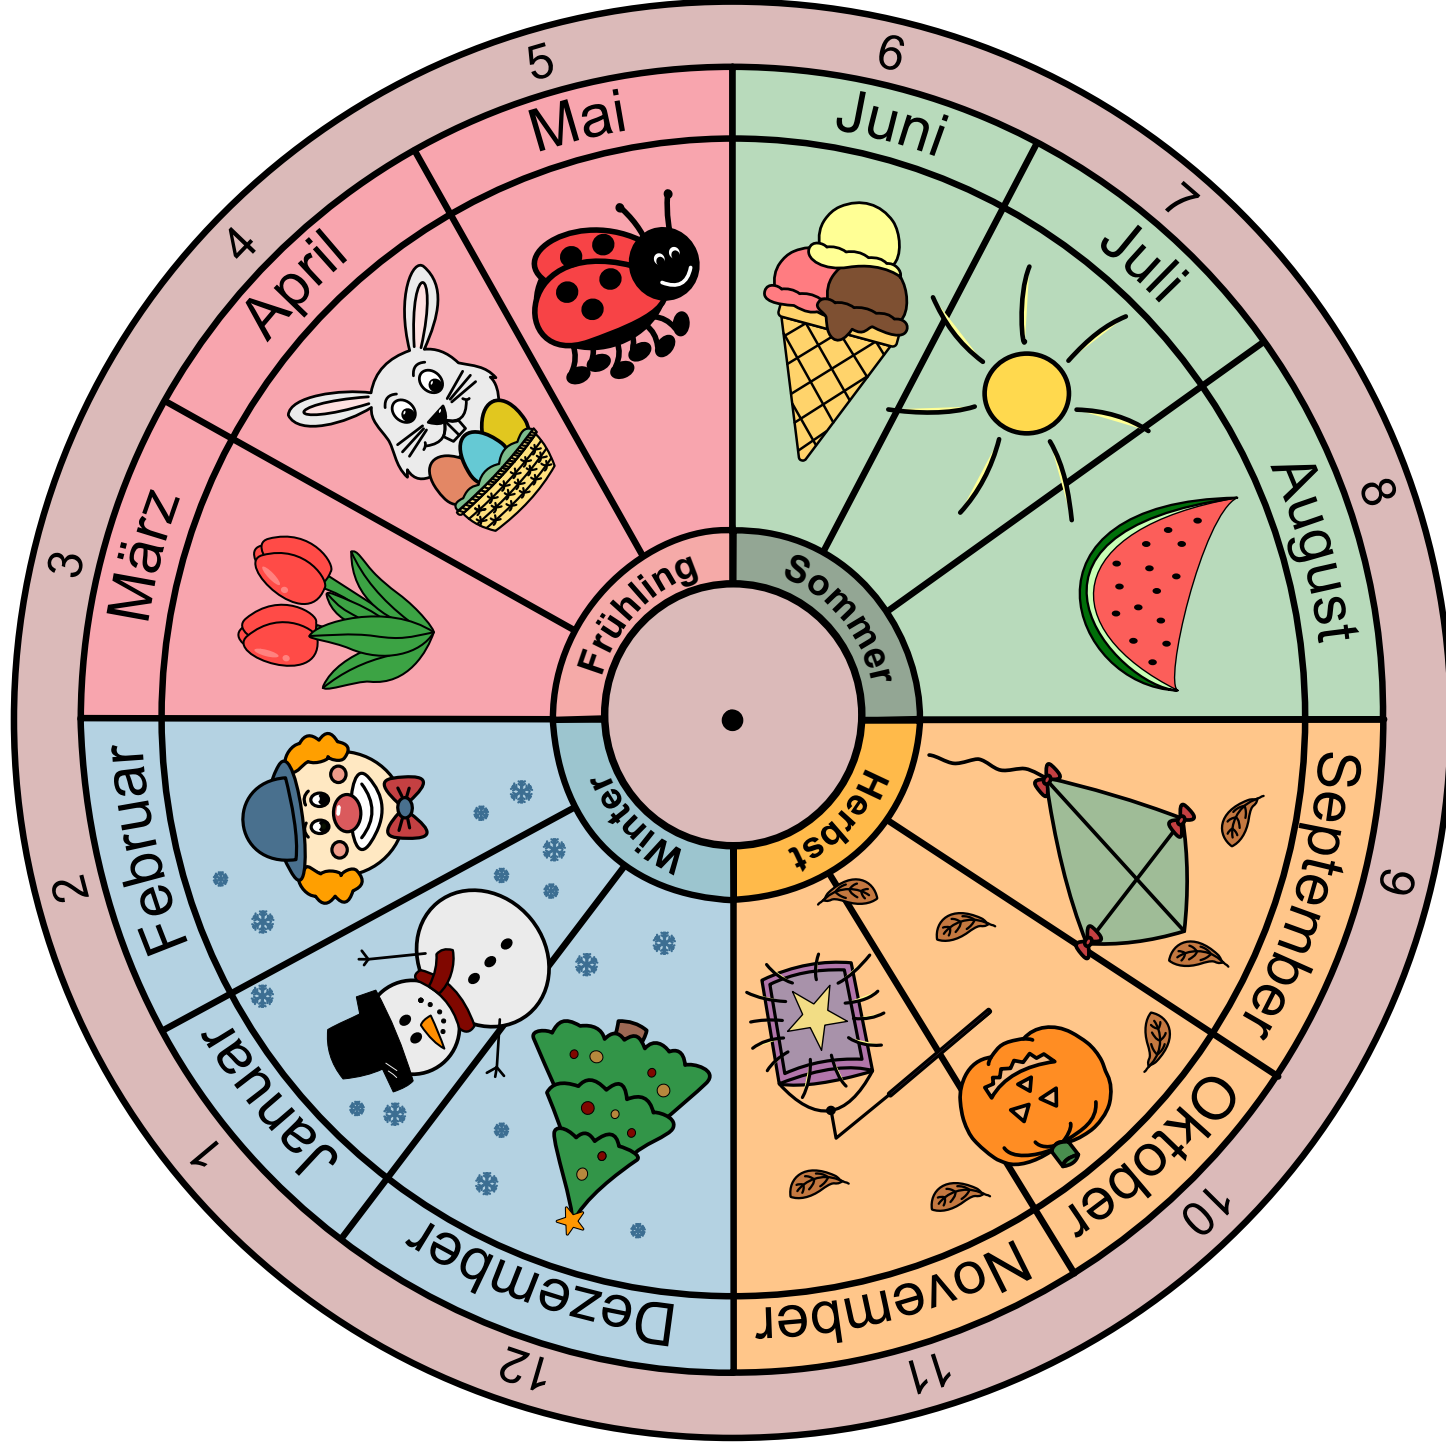 1
Januar
2
Februar
3
März
4
April
5
Mai
6
Juni
7
Juli
8
August
9
September
10
Oktober
11
November
12
Dezember
Frühling
Sommer
Herbst
Winter